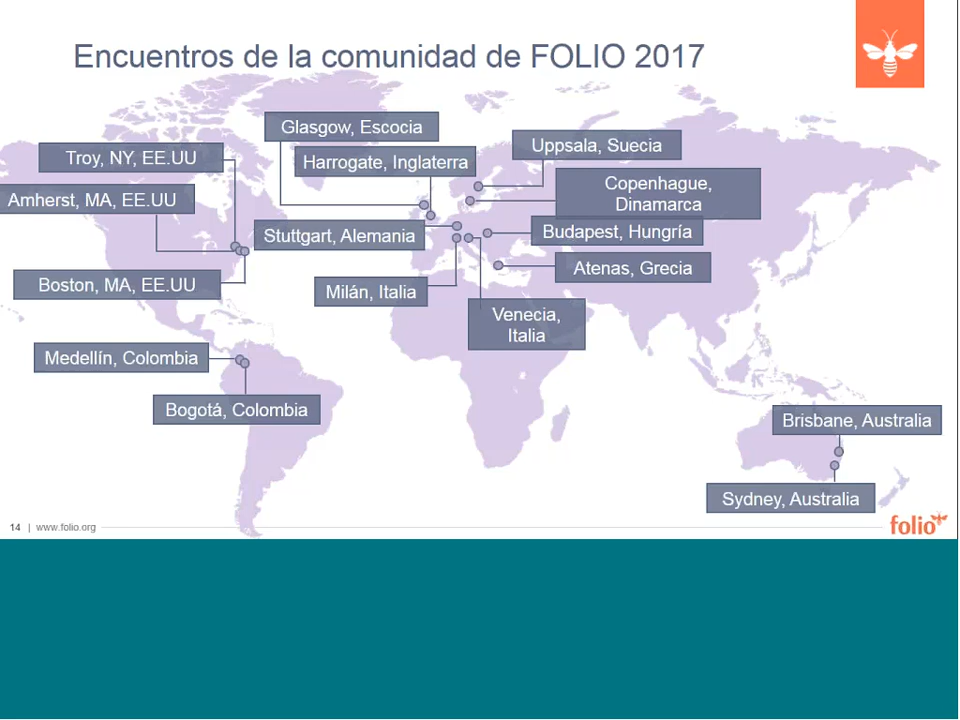 Encuentros de la comunidad de FOLIO 2017
Glasgow, Escocia
Troy, NY, EE.UU
Harrogate, Inglaterra
Uppsala, Suecia
Amherst, MA, EE.UU
Copenhague,
Dinamarca
Stuttgart, Alemania
Budapest, Hungría
Atenas, Grecia
Boston, MA, EE.UU
Milán, Italia
Venecia,
Italia
Medellín, Colombia
Bogotá, Colombia
Brisbane, Australia
Sydney, Australia
14 | www.folio.org
folio